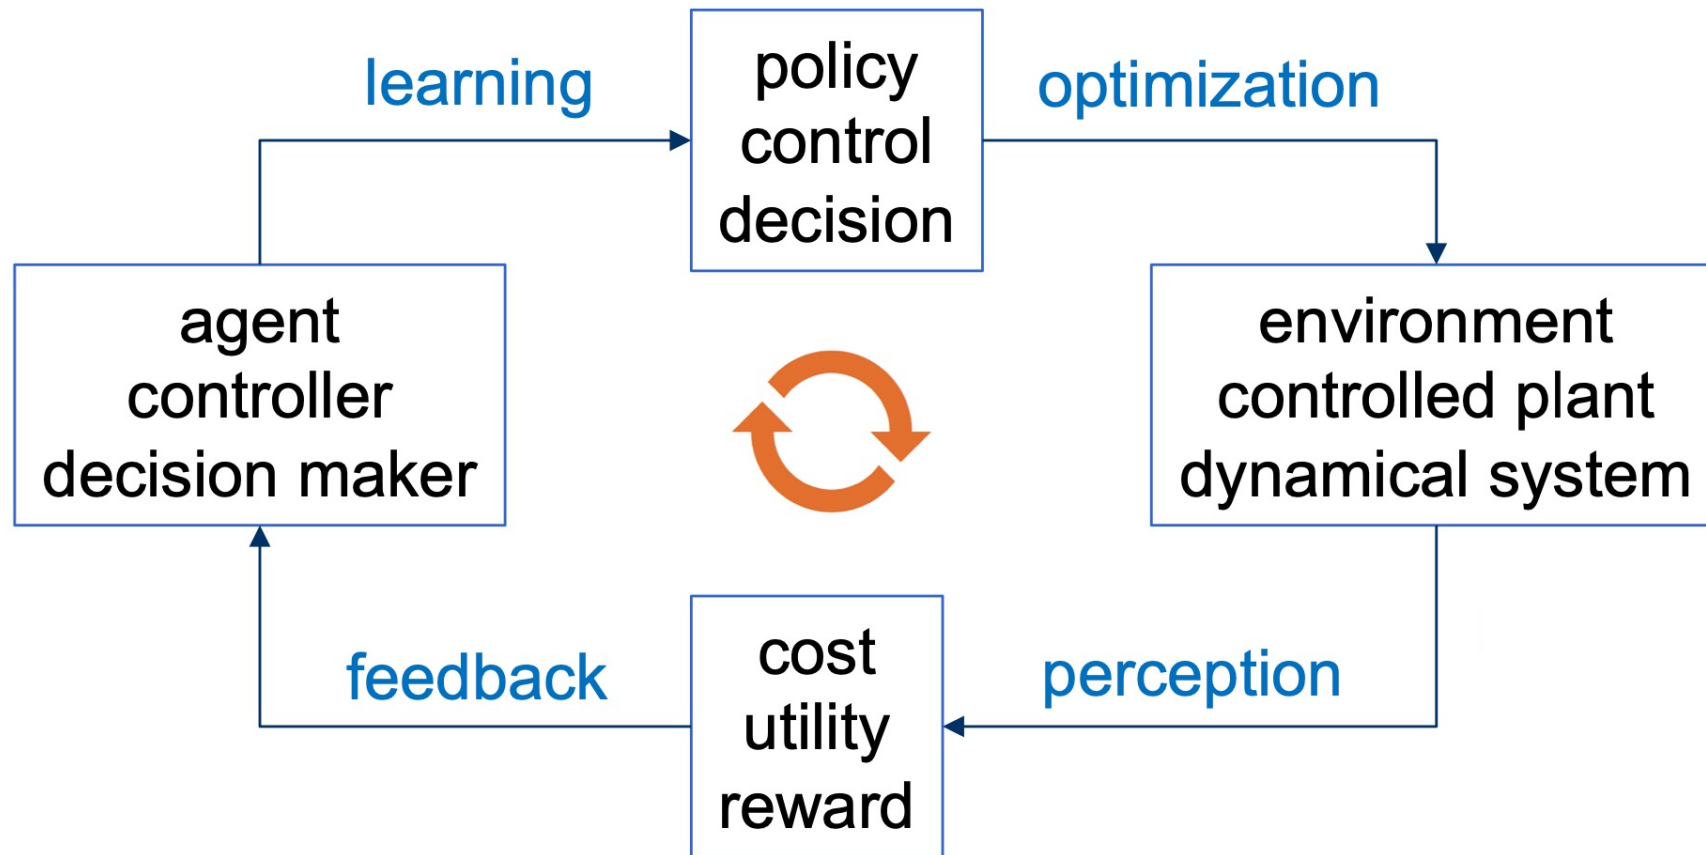 learning
policy
control
decision
optimization
agent
controller
decision maker
environment
controlled plant
dynamical system
feedback
cost
utility
reward
perception